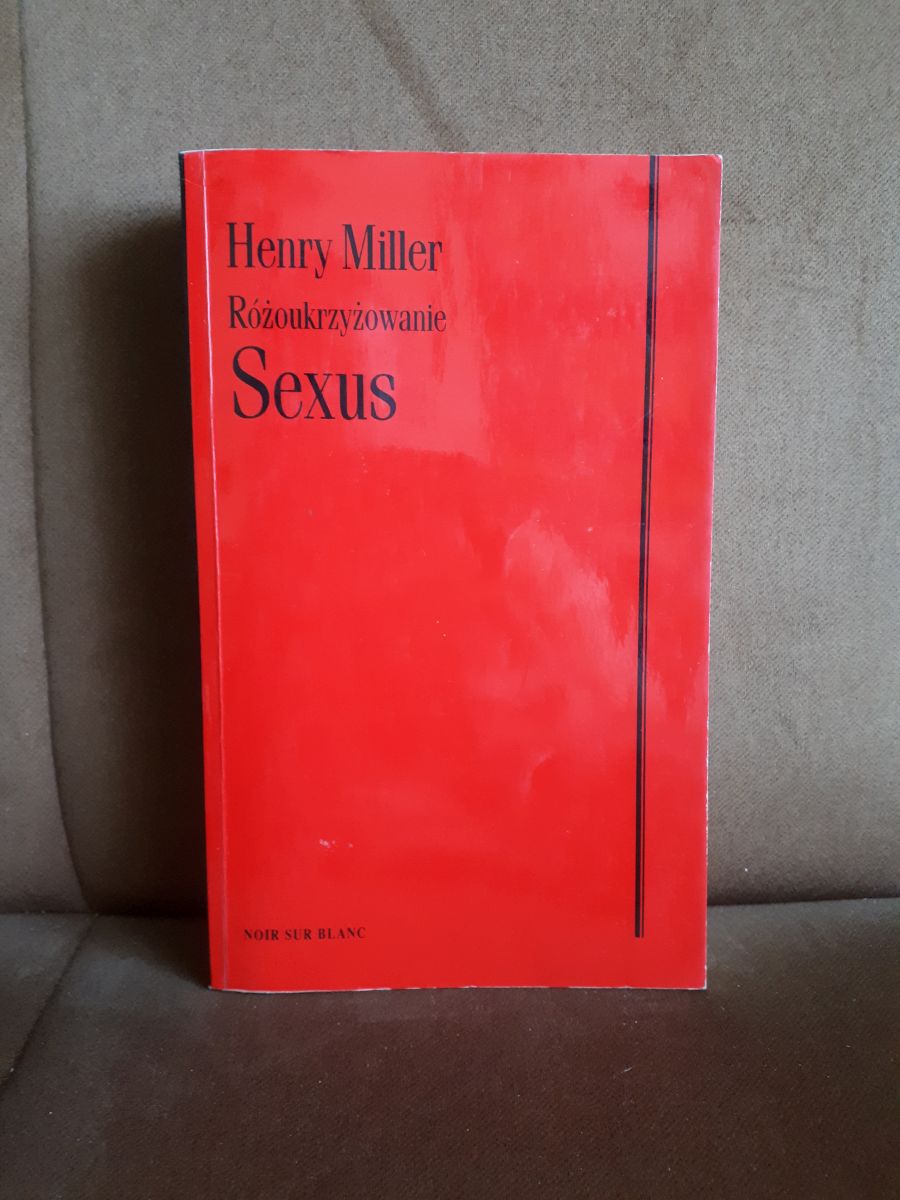 Henry Miller
Różoukrzyżowanie
Sexus
NOIR SUR BLANC